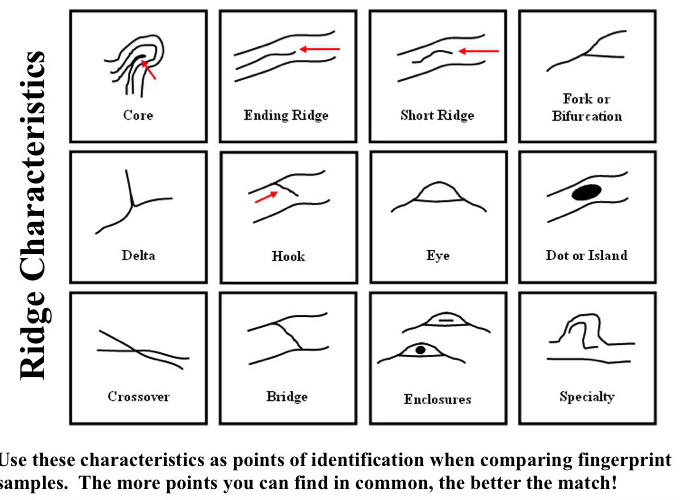 Ridge Characteristics
Core
Ending Ridge
Short Ridge
Fork or
Bifurcation
Delta
Hook
Eye
Dot or Island
Crossover
Bridge
Enclosures
Specialty
Use these characteristics as points of identification when comparing fingerprint
samples.  The more points you can find in common, the better the match!